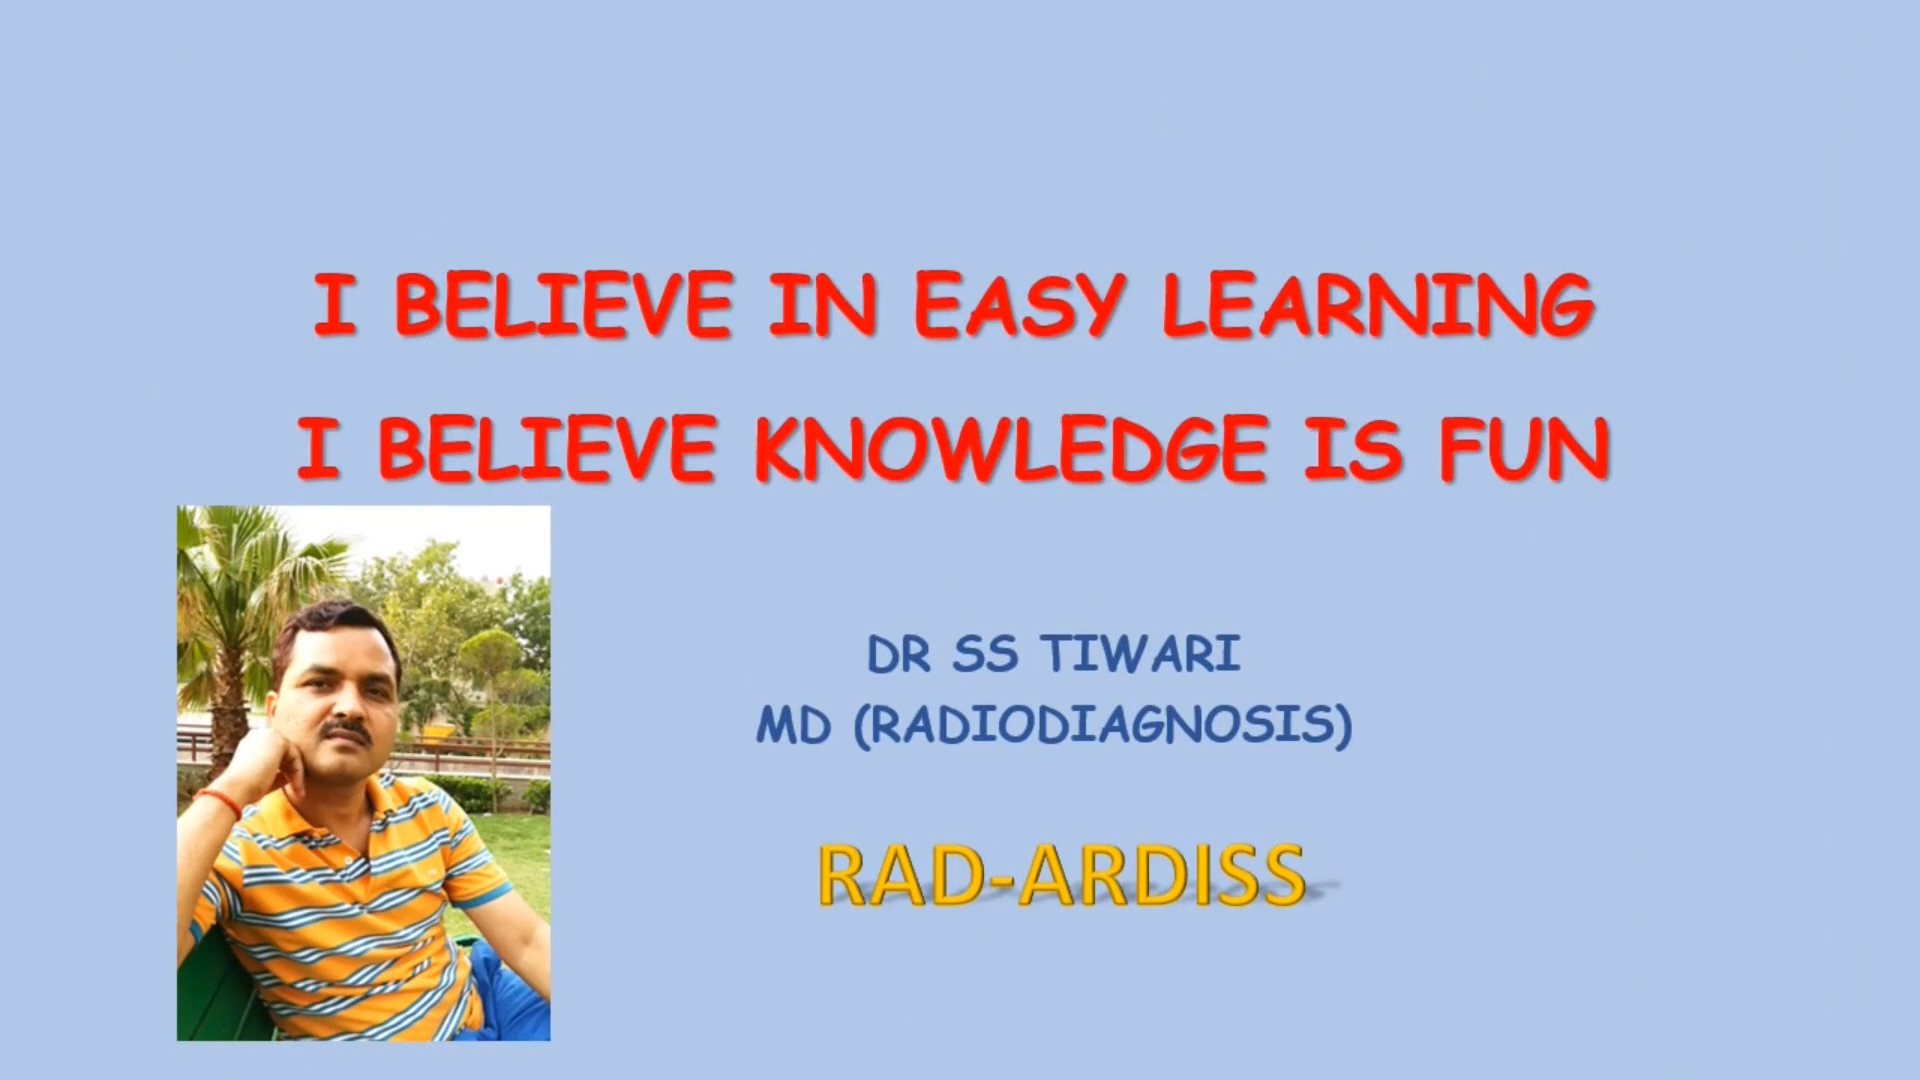 I BELIEVE IN EASY LEARNING
I BELIEVE KNOWLEDGE IS FUN
DR SS TIWARI
MD (RADIODIAGNOSIS)
RAD-ARDISS